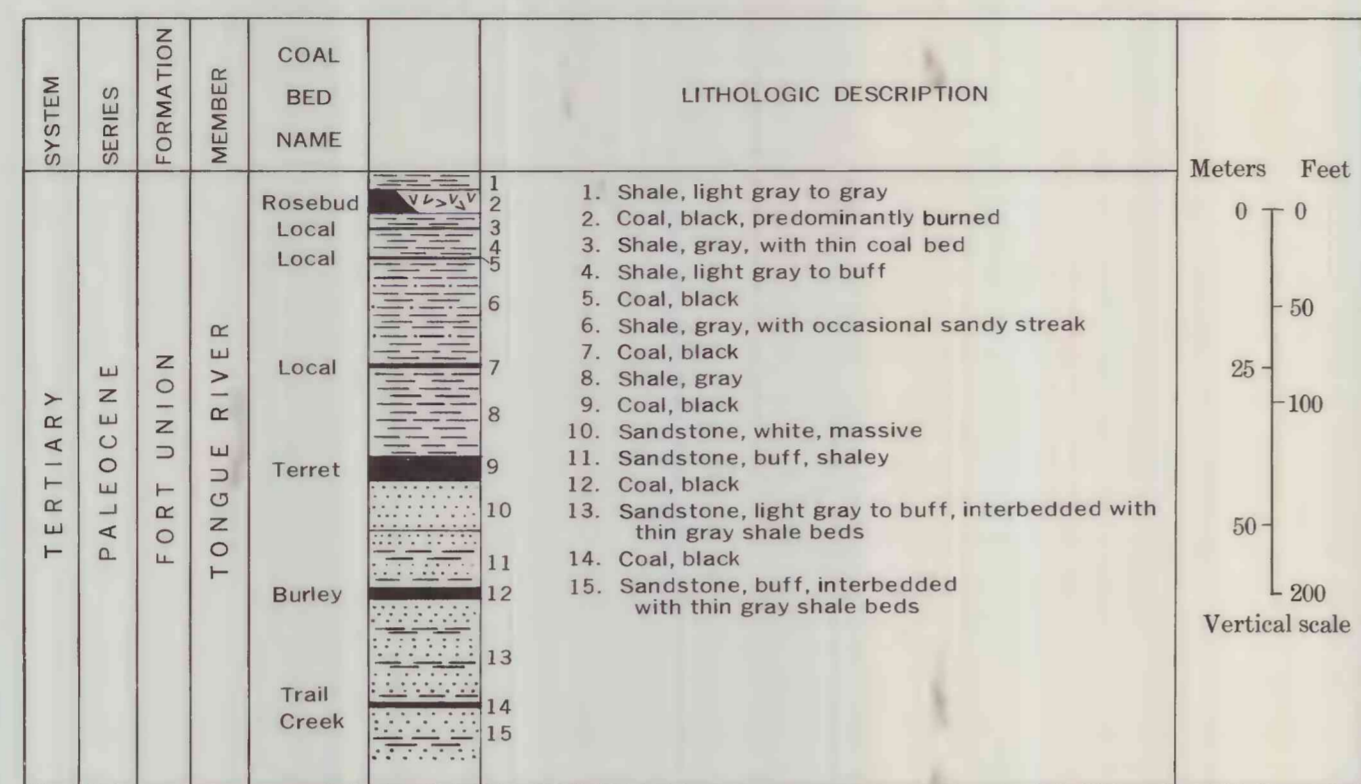 SYSTEM
SERIES
FORMATION
MEMBER
COAL
BED
NAME
LITHOLOGIC DESCRIPTION
TERTIARY
PALEOCENE
FORT UNION
TONGUE RIVER
Rosebud
Local
Local
Local
Terret
Burley
Trail
Creek
1
2
3
4
5
6
7
8
9
10
11
12
13
14
15
1. Shale, light gray to gray
2. Coal, black, predominantly burned
3. Shale, gray, with thin coal bed
4. Shale, light gray to buff
5. Coal, black
6. Shale, gray, with occasional sandy streak
7. Coal, black
8. Shale, gray
9. Coal, black
10. Sandstone, white, massive
11. Sandstone, buff, shaley
12. Coal, black
13. Sandstone, light gray to buff, interbedded with
thin gray shale beds
14. Coal, black
15. Sandstone, buff, interbedded
with thin gray shale beds
Meters Feet
0 0
50
25
100
50
200
Vertical scale